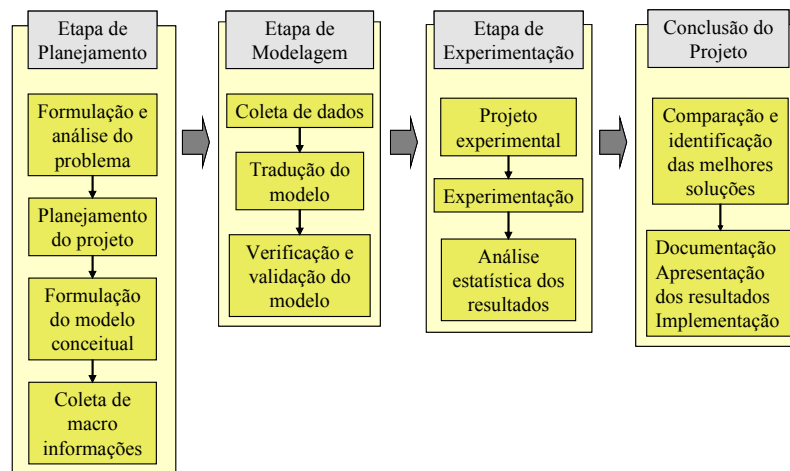 Etapa de
Planejamento
Formulação e
análise do
problema
Planejamento
do projeto
Formulação
do modelo
conceitual
Coleta de
macro
informações
Etapa de
Modelagem
Coleta de dados
Tradução do
modelo
Verificação e
validação do
modelo
Etapa de
Experimentação
Projeto
experimental
Experimentação
Análise
estatística dos
resultados
Conclusão do
Projeto
Comparação e
identificação
das melhores
soluções
Documentação
Apresentação
dos resultados
Implementação